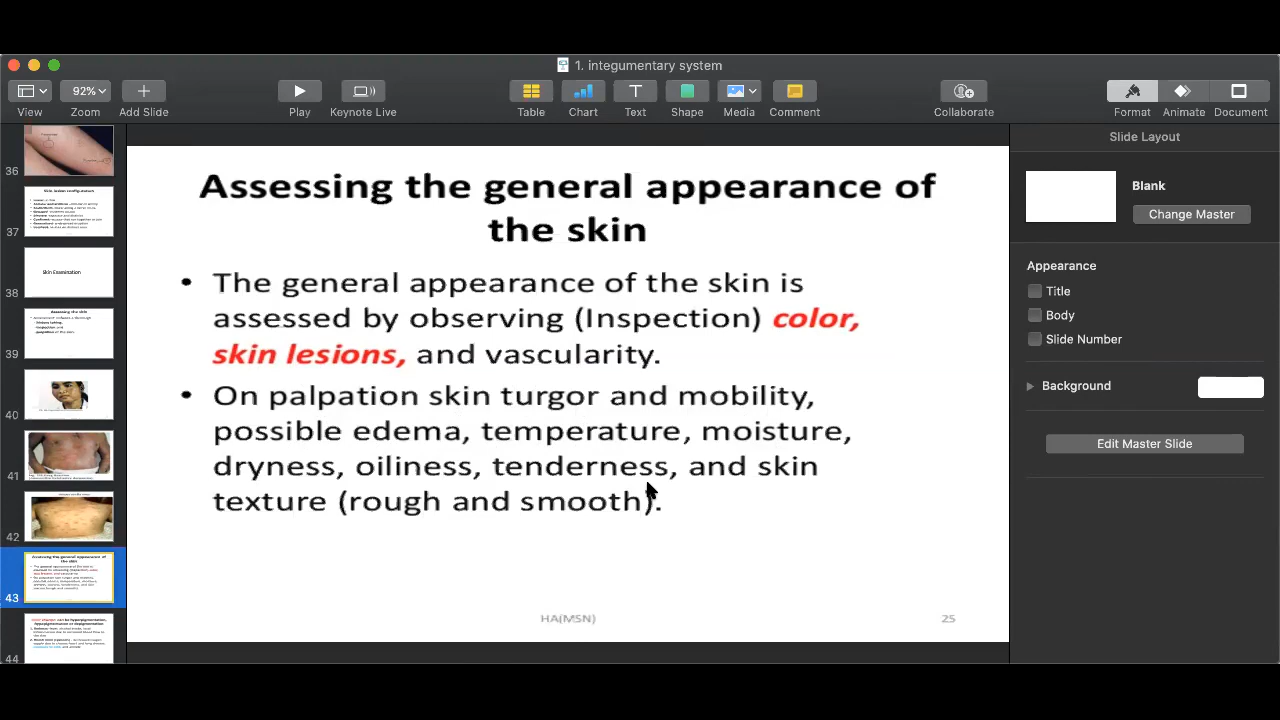 1. integumentary system
92%
View
Zoom
Add Slide
Play
Keynote Live
Table
Chart
Text
Shape
Media
Comment
Collaborate
Format
Animate
Document
36
37
Skin Examination
38
Assessing the skin
39
40
41
42
43
44
Assessing the general appearance of
the skin
• The general appearance of the skin is
assessed by observing (Inspection) color,
skin lesions, and vascularity.
• On palpation skin turgor and mobility,
possible edema, temperature, moisture,
dryness, oiliness, tenderness, and skin
texture (rough and smooth).
HA(MSN)
25
Slide Layout
Blank
Change Master
Appearance
Title
Body
Slide Number
Background
Edit Master Slide